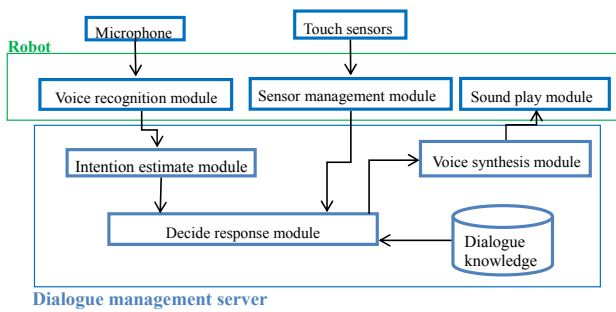 Microphone
Touch sensors
Robot
Voice recognition module
Sensor management module
Sound play module
Intention estimate module
Voice synthesis module
Decide response module
Dialogue
knowledge
Dialogue management server